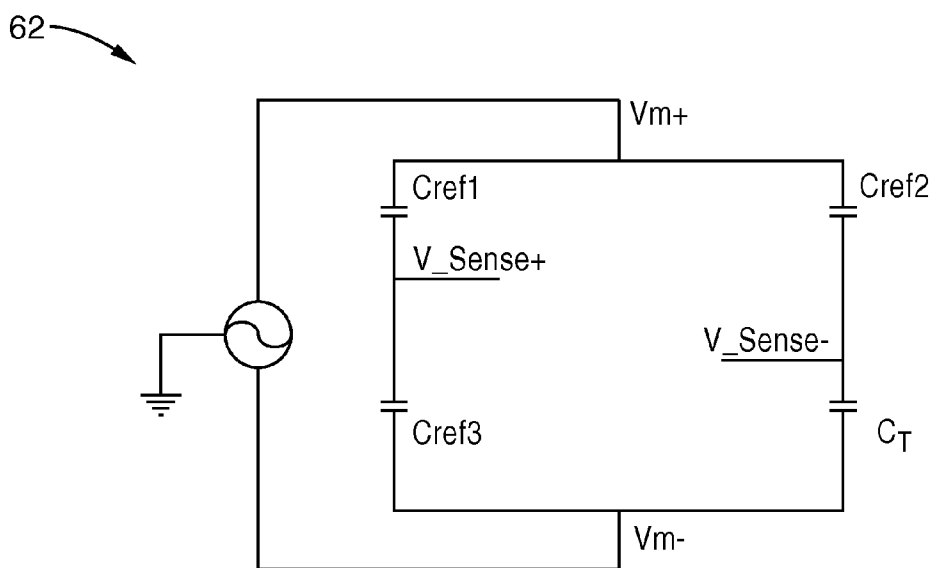 62
Vm+
Cref1
Cref2
V_Sense+
V_Sense-
Cref3
C_T
Vm-